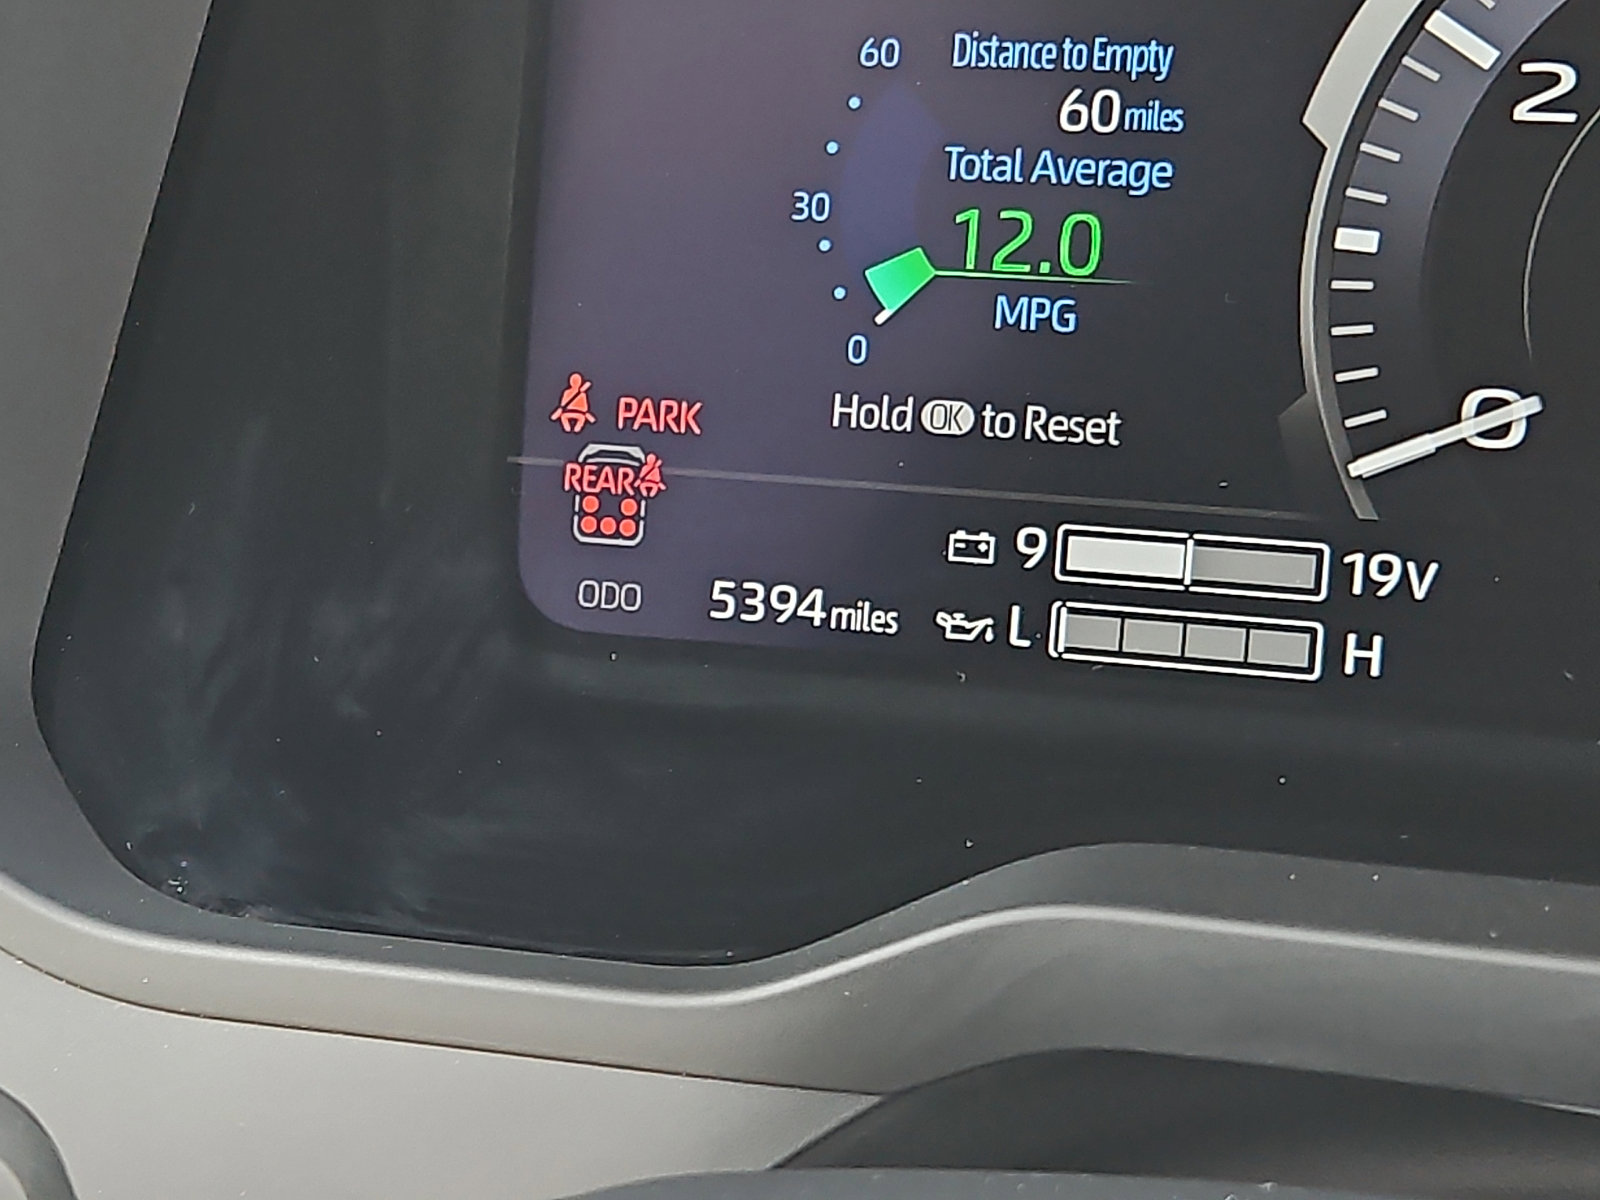 60 Distance to Empty
60 miles
Total Average
30
12.0
MPG
0
Hold OK to Reset
PARK
REAR
ODO 5394 miles
9 19V
L H
2
0